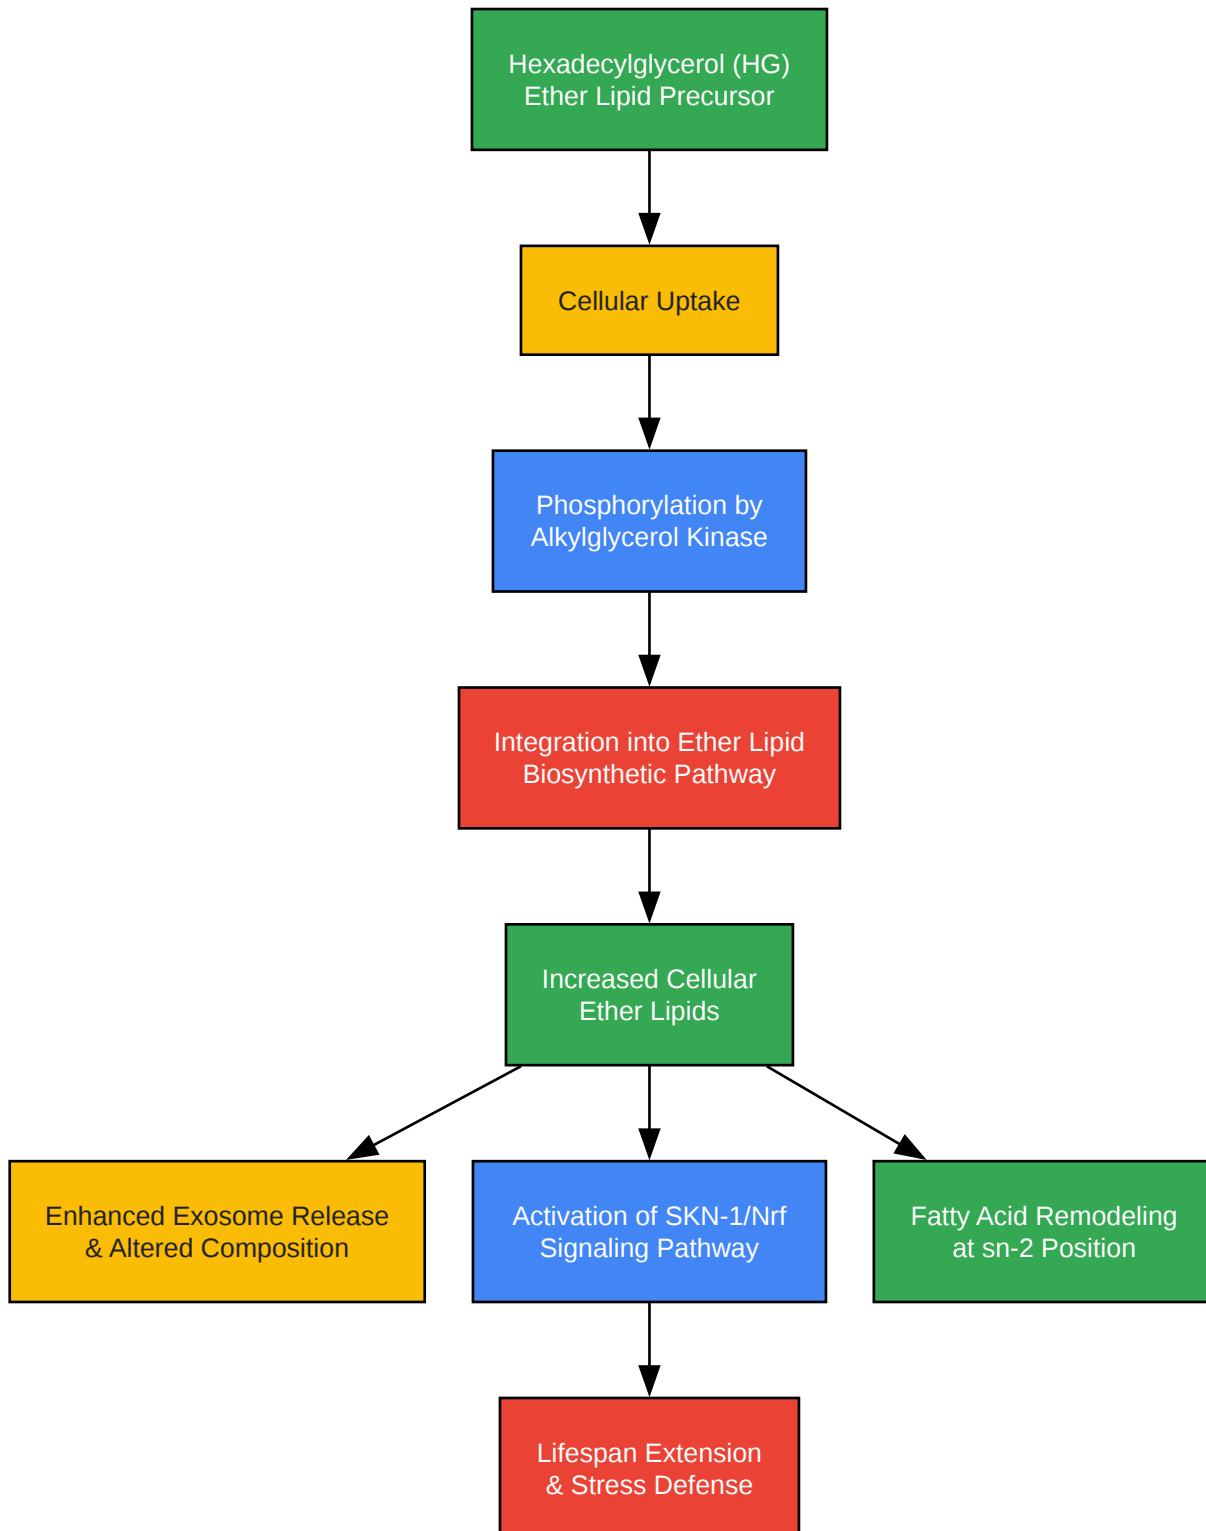 Hexadecylglycerol (HG)
Ether Lipid Precursor
Cellular Uptake
Phosphorylation by
Alkylglycerol Kinase
Integration into Ether Lipid
Biosynthetic Pathway
Increased Cellular
Ether Lipids
Enhanced Exosome Release
& Altered Composition
Activation of SKN-1/Nrf
Signaling Pathway
Fatty Acid Remodeling
at sn-2 Position
Lifespan Extension
& Stress Defense